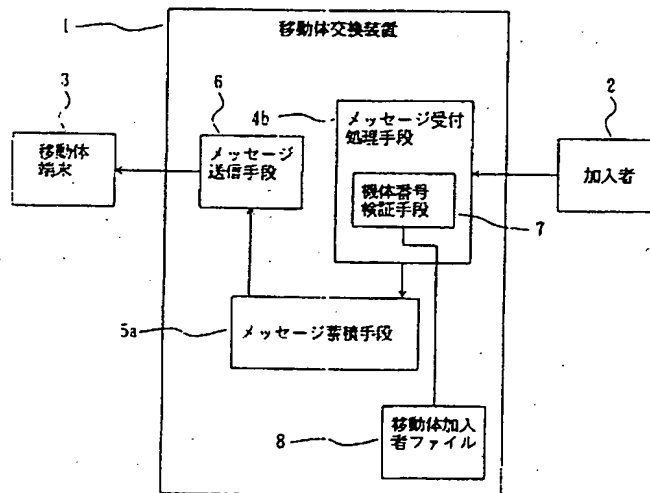 1
移動体交換装置
3
6
4b
2
メッセージ受付
処理手段
移動体
端末
メッセージ
送信手段
加入者
機体番号
検証手段
7
5a
メッセージ蓄積手段
8
移動体加入
者ファイル